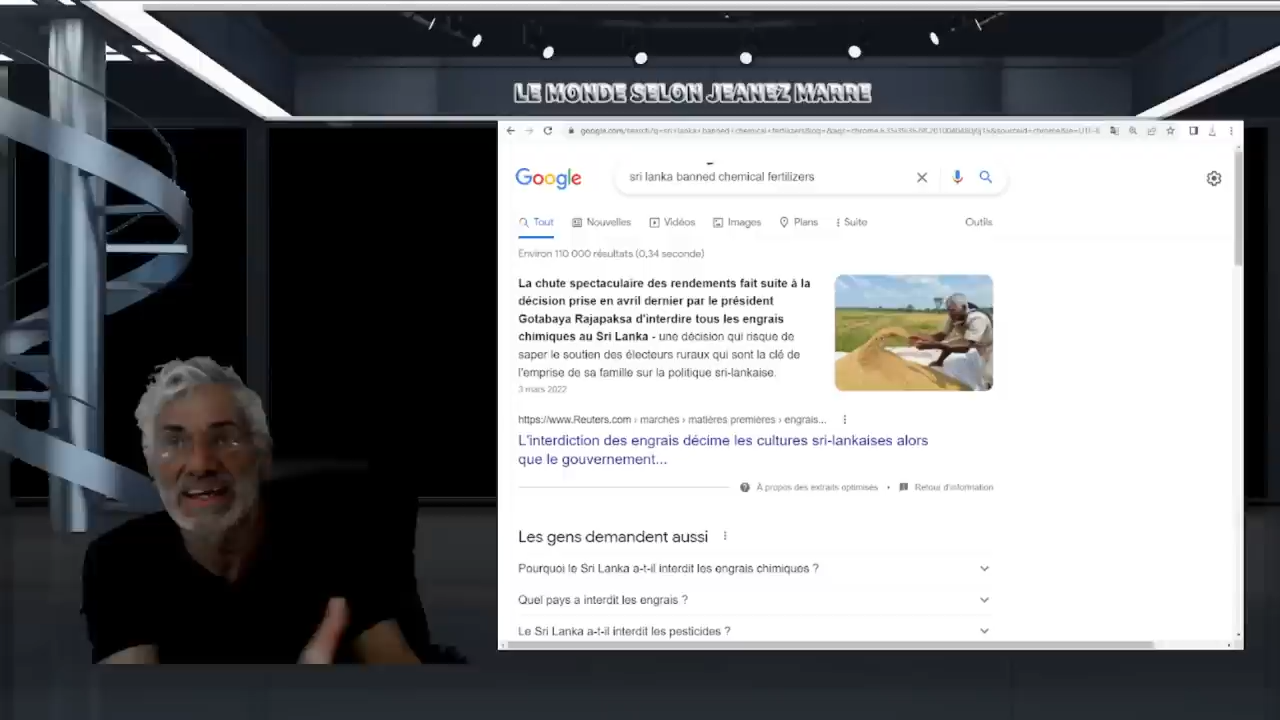 LE MONDE SELON JEANEZ MARRE
Google
sri lanka banned chemical fertilizers
Tout
Nouvelles
Vidéos
Images
Plans
Suite
Outils
Environ 110 000 résultats (0,34 seconde)
La chute spectaculaire des rendements fait suite à la
décision prise en avril dernier par le président
Gotabaya Rajapaksa d'interdire tous les engrais
chimiques au Sri Lanka - une décision qui risque de
saper le soutien des électeurs ruraux qui sont la clé de
l'emprise de sa famille sur la politique sri-lankaise.
3 mars 2022
https://www.Reuters.com › marchés › matières premières › engrais...
L'interdiction des engrais décime les cultures sri-lankaises alors
que le gouvernement...
À propos des extraits optimisés • Retour d'information
Les gens demandent aussi
Pourquoi le Sri Lanka a-t-il interdit les engrais chimiques ?
Quel pays a interdit les engrais ?
Le Sri Lanka a-t-il interdit les pesticides ?